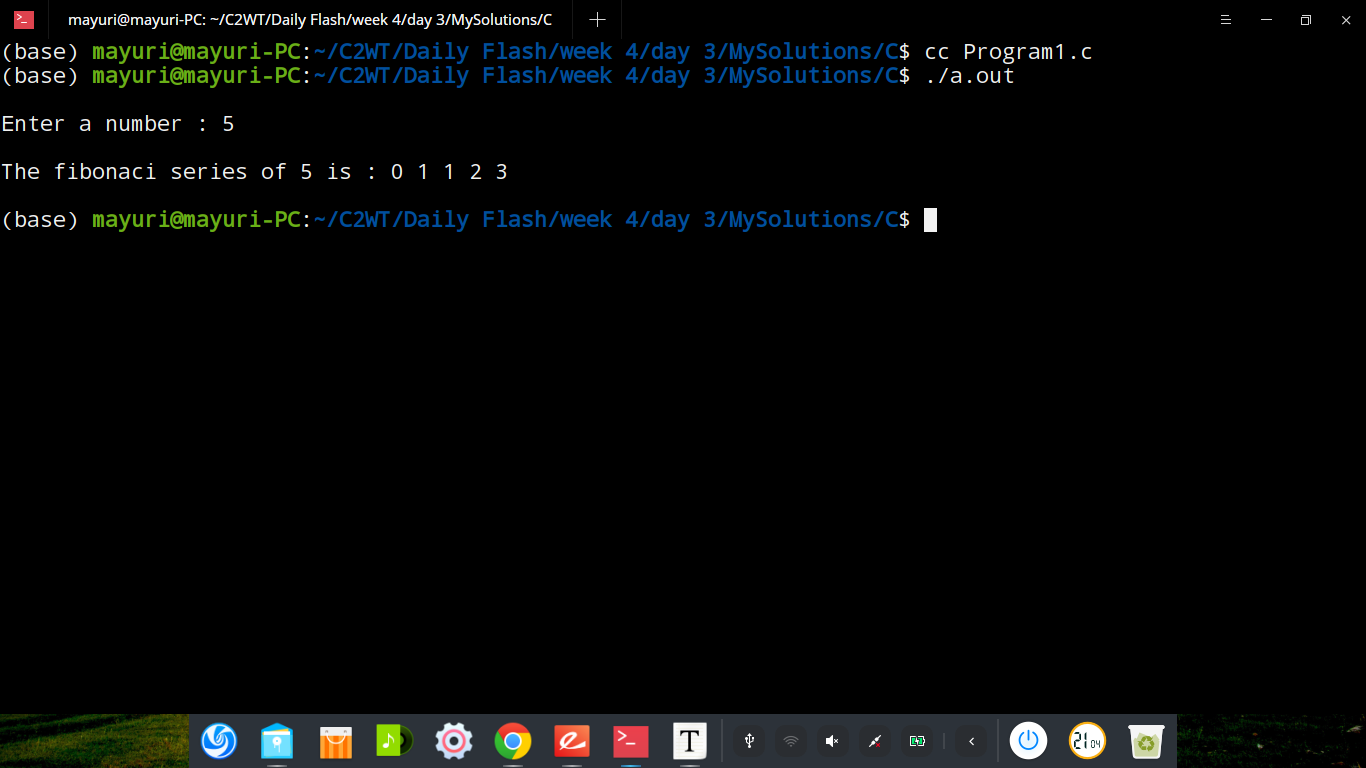 mayuri@mayuri-PC: ~/C2WT/Daily Flash/week 4/day 3/MySolutions/C
(base) mayuri@mayuri-PC:~/C2WT/Daily Flash/week 4/day 3/MySolutions/C$ cc Program1.c
(base) mayuri@mayuri-PC:~/C2WT/Daily Flash/week 4/day 3/MySolutions/C$ ./a.out
Enter a number : 5
The fibonaci series of 5 is : 0 1 1 2 3
(base) mayuri@mayuri-PC:~/C2WT/Daily Flash/week 4/day 3/MySolutions/C$
T
21 04